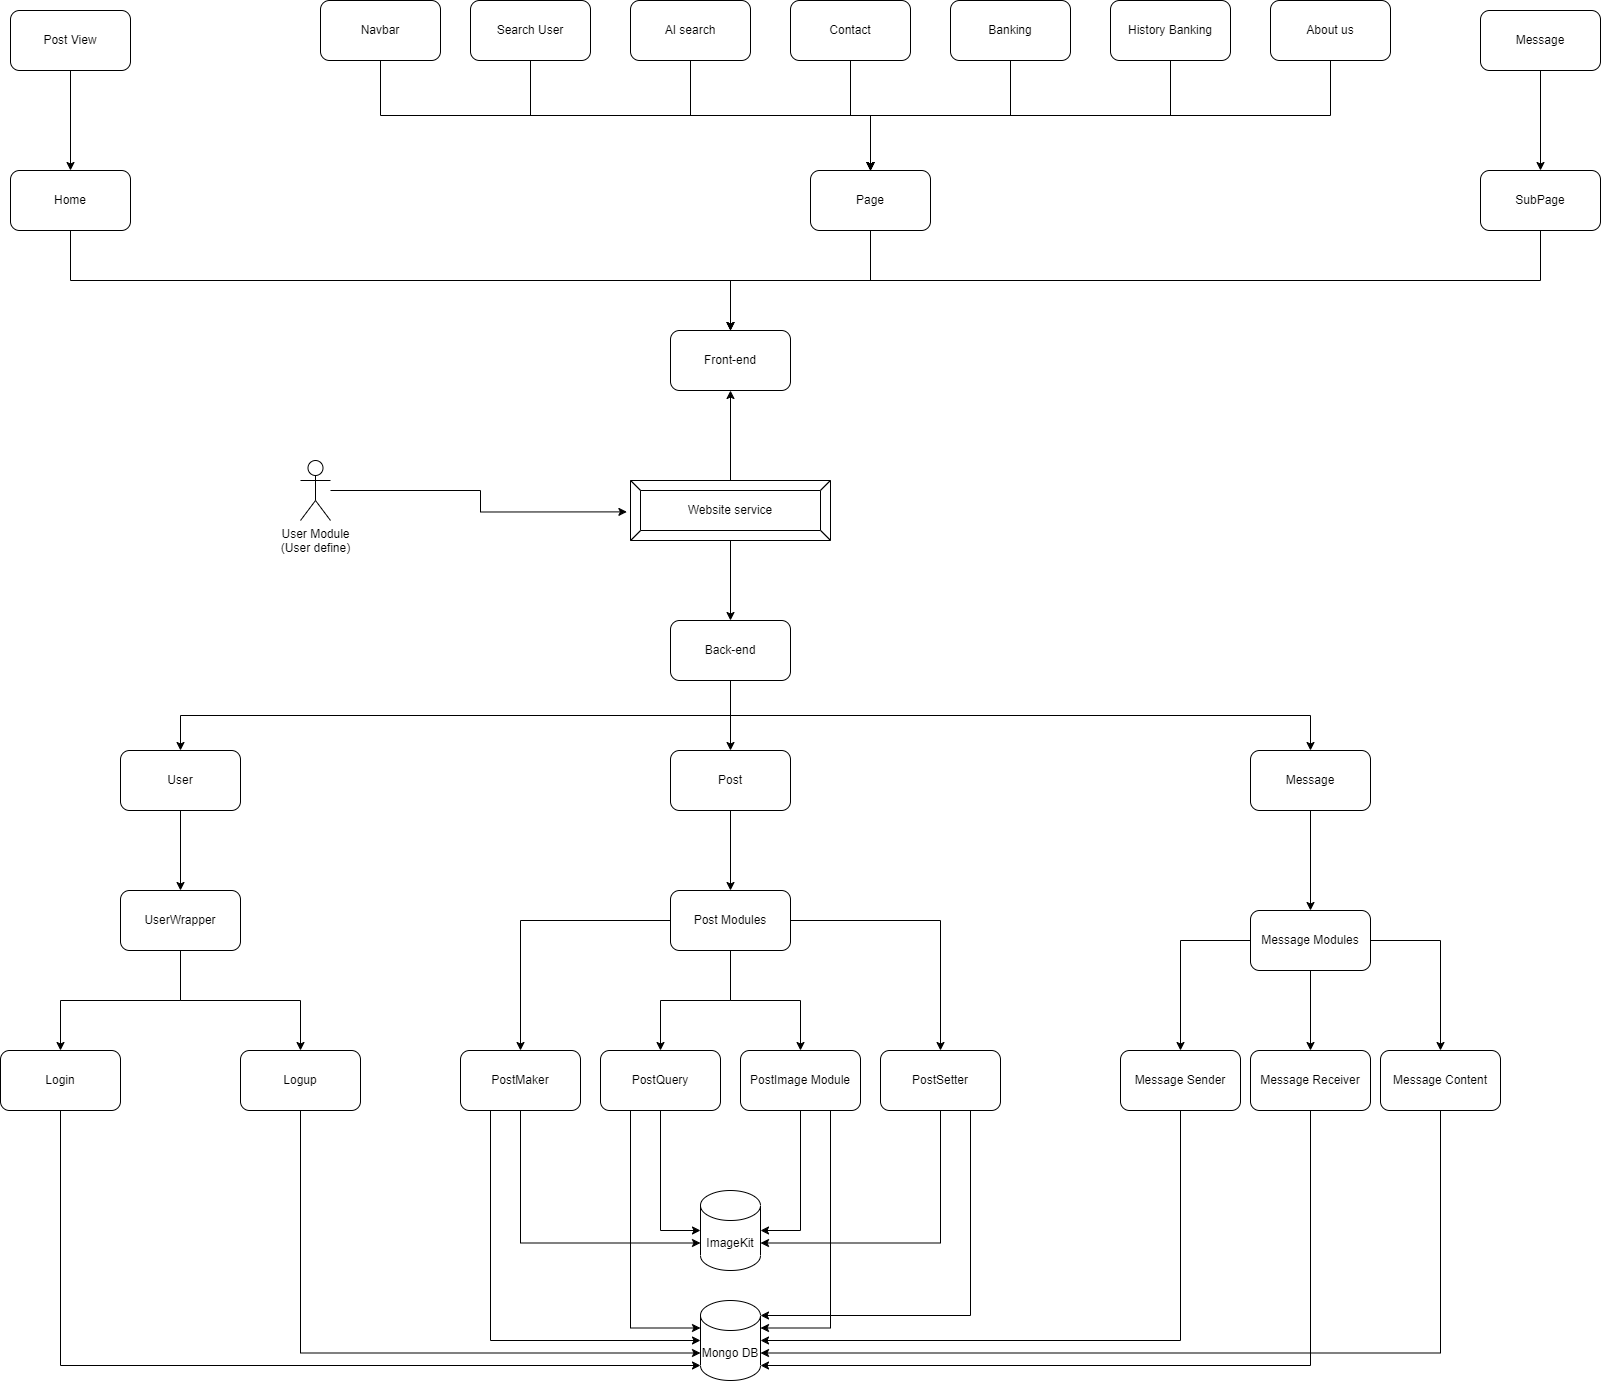 Post View
Navbar
Search User
AI search
Contact
Banking
History Banking
About us
Message
Home
Page
SubPage
Front-end
Website service
User Module
(User define)
Back-end
User
Post
Message
UserWrapper
Post Modules
Message Modules
Login
Logup
PostMaker
PostQuery
PostImage Module
PostSetter
Message Sender
Message Receiver
Message Content
ImageKit
Mongo DB